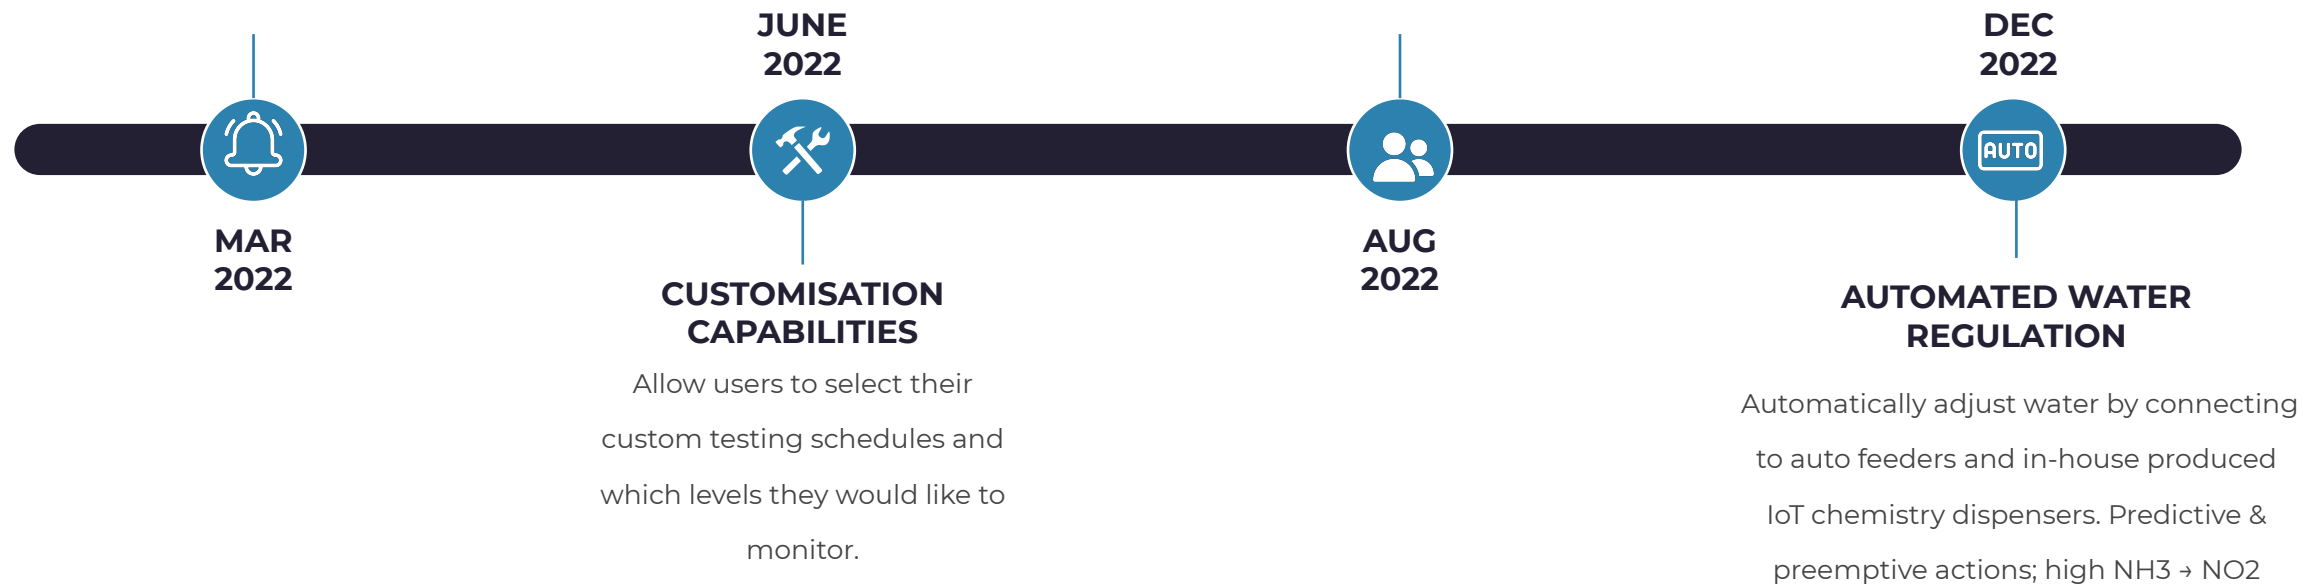 JUNE
2022
DEC
2022
AUTO
MAR
2022
AUG
2022
CUSTOMISATION
CAPABILITIES
Allow users to select their
custom testing schedules and
which levels they would like to
monitor.
AUTOMATED WATER
REGULATION
Automatically adjust water by connecting
to auto feeders and in-house produced
IoT chemistry dispensers. Predictive &
preemptive actions; high NH3 → NO2